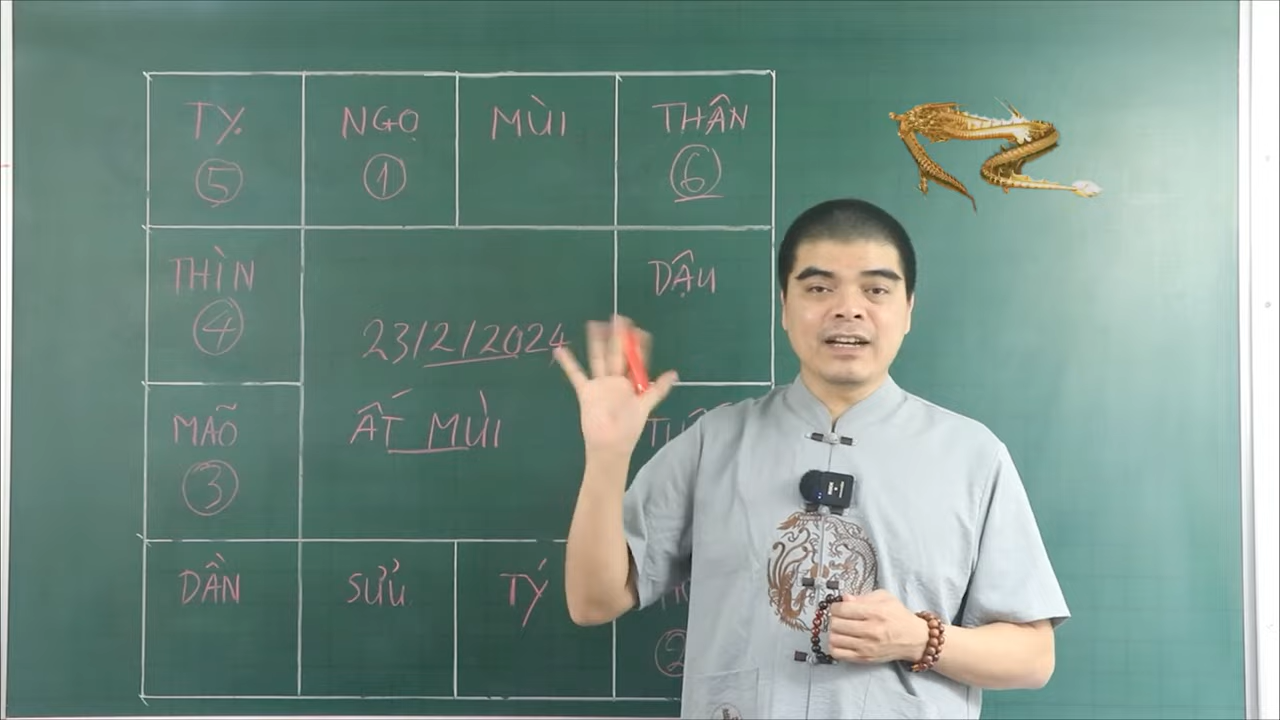 TỴ
5
NGỌ
1
MÙI
THÂN
6
THÌN
4
DẬU
23/2/2024
ẤT MÙI
MÃO
3
DẦN
SỬU
TÝ
2